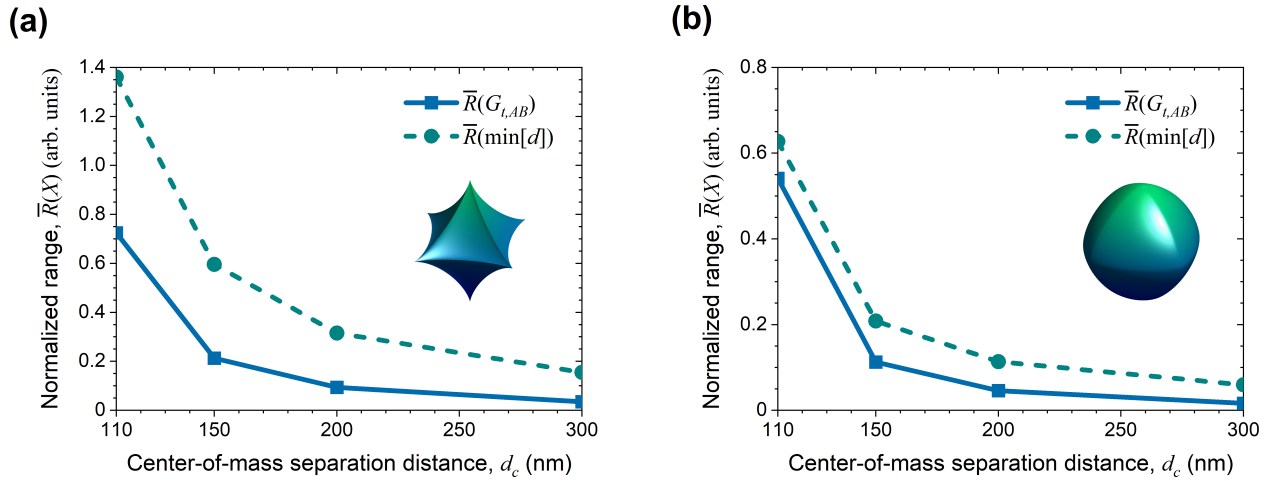 (a)
Normalized range, R̅(X) (arb. units)
1.4
1.2
1.0
0.8
0.6
0.4
0.2
0
R̅(G_{t,AB})
R̅(min[d])
110
150
200
250
300
Center-of-mass separation distance, d_c (nm)
(b)
Normalized range, R̅(X) (arb. units)
0.8
0.6
0.4
0.2
0
R̅(G_{t,AB})
R̅(min[d])
110
150
200
250
300
Center-of-mass separation distance, d_c (nm)